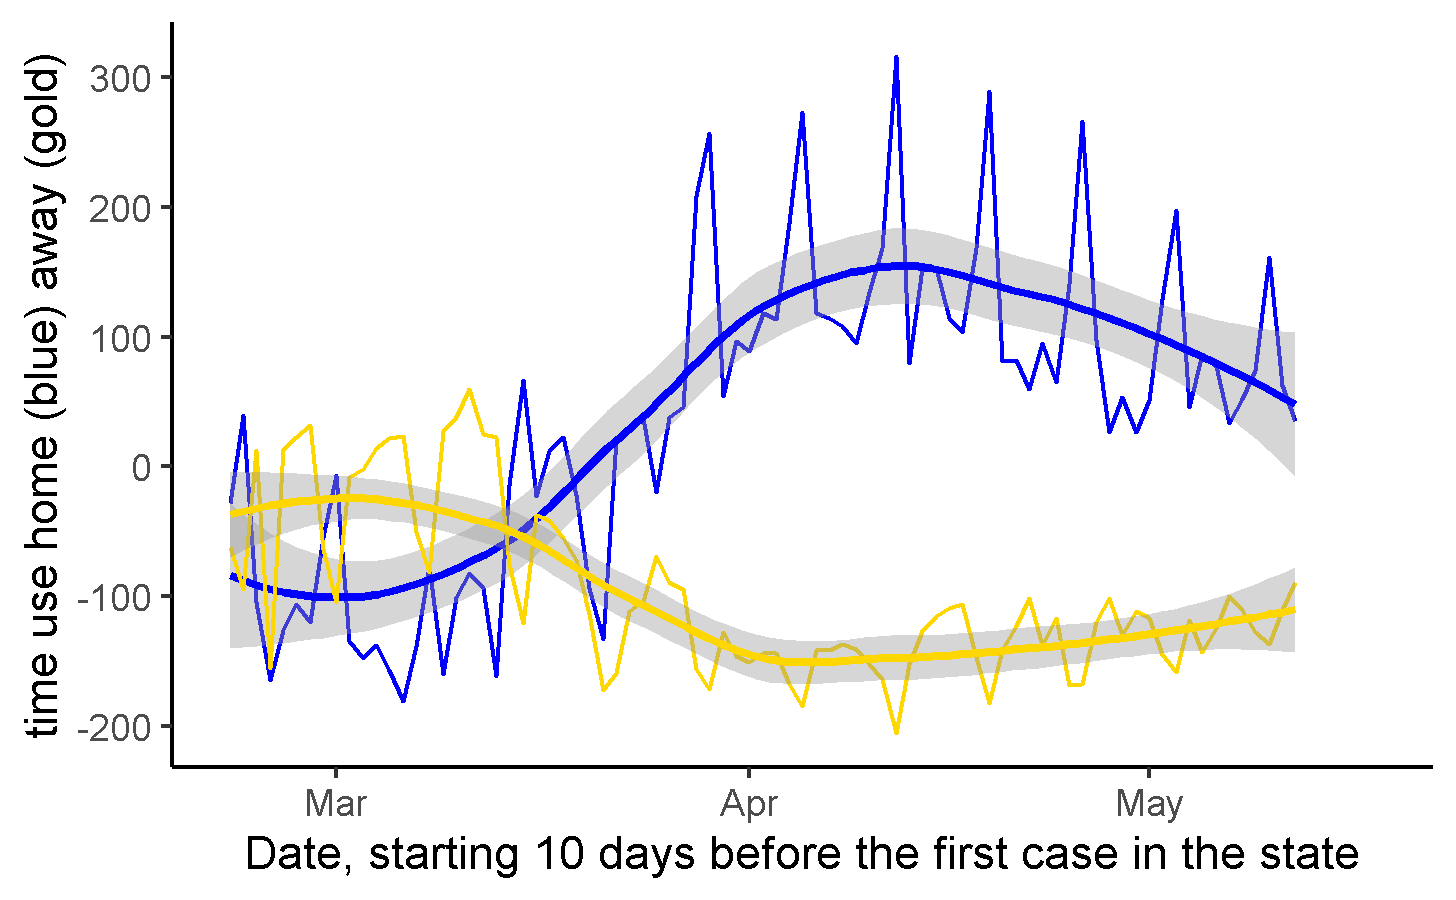 time use home (blue) away (gold)
300
200
100
0
-100
-200
Mar
Apr
May
Date, starting 10 days before the first case in the state